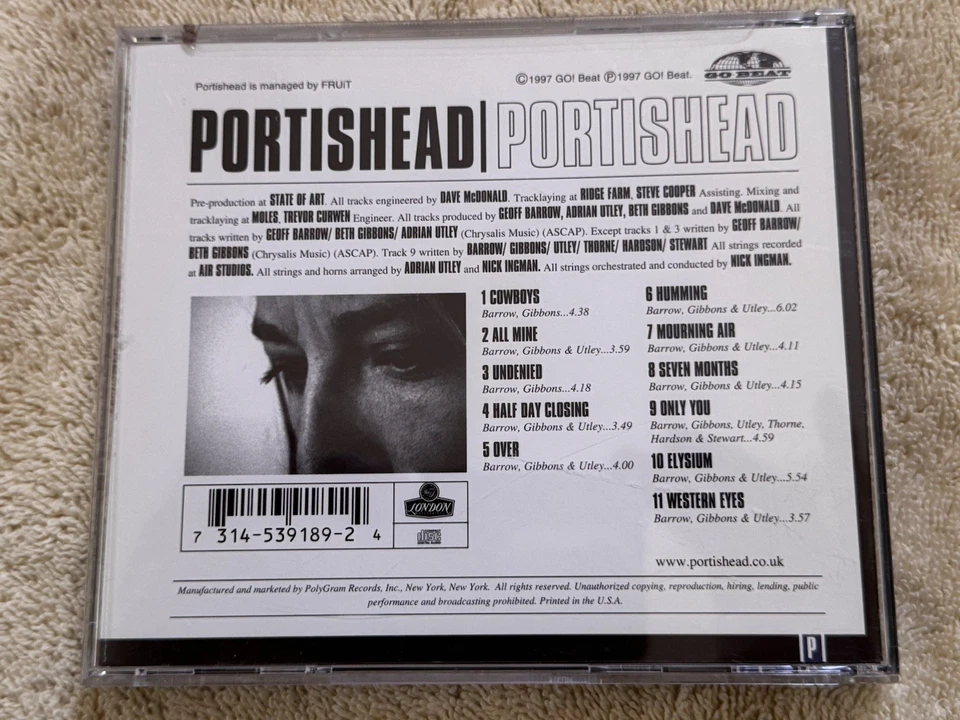 Portishead is managed by FRUiT
©1997 GO! Beat ℗1997 GO! Beat.
GO BEAT
PORTISHEAD|PORTISHEAD
Pre-production at STATE OF ART. All tracks engineered by DAVE McDONALD. Tracklaying at RIDGE FARM, STEVE COOPER Assisting. Mixing and
tracklaying at MOLES, TREVOR CURWEN Engineer. All tracks produced by GEOFF BARROW, ADRIAN UTLEY, BETH GIBBONS and DAVE McDONALD. All
tracks written by GEOFF BARROW/ BETH GIBBONS/ ADRIAN UTLEY (Chrysalis Music) (ASCAP). Except tracks 1 & 3 written by GEOFF BARROW/
BETH GIBBONS (Chrysalis Music) (ASCAP). Track 9 written by BARROW/ GIBBONS/ UTLEY/ THORNE/ HARDSON/ STEWART All strings recorded
at AIR STUDIOS. All strings and horns arranged by ADRIAN UTLEY and NICK INGMAN. All strings orchestrated and conducted by NICK INGMAN.
1 COWBOYS
Barrow, Gibbons...4.38
2 ALL MINE
Barrow, Gibbons & Utley...3.59
3 UNDENIED
Barrow, Gibbons...4.18
4 HALF DAY CLOSING
Barrow, Gibbons & Utley...3.49
5 OVER
Barrow, Gibbons & Utley...4.00
6 HUMMING
Barrow, Gibbons & Utley...6.02
7 MOURNING AIR
Barrow, Gibbons & Utley...4.11
8 SEVEN MONTHS
Barrow, Gibbons & Utley...4.15
9 ONLY YOU
Barrow, Gibbons, Utley, Thorne,
Hardson & Stewart...4.59
10 ELYSIUM
Barrow, Gibbons & Utley...5.54
11 WESTERN EYES
Barrow, Gibbons & Utley...3.57
7 314-539189-2 4
LONDON
COMPACT
disc
DIGITAL AUDIO
www.portishead.co.uk
Manufactured and marketed by PolyGram Records, Inc., New York, New York. All rights reserved. Unauthorized copying, reproduction, hiring, lending, public
performance and broadcasting prohibited. Printed in the U.S.A.
P